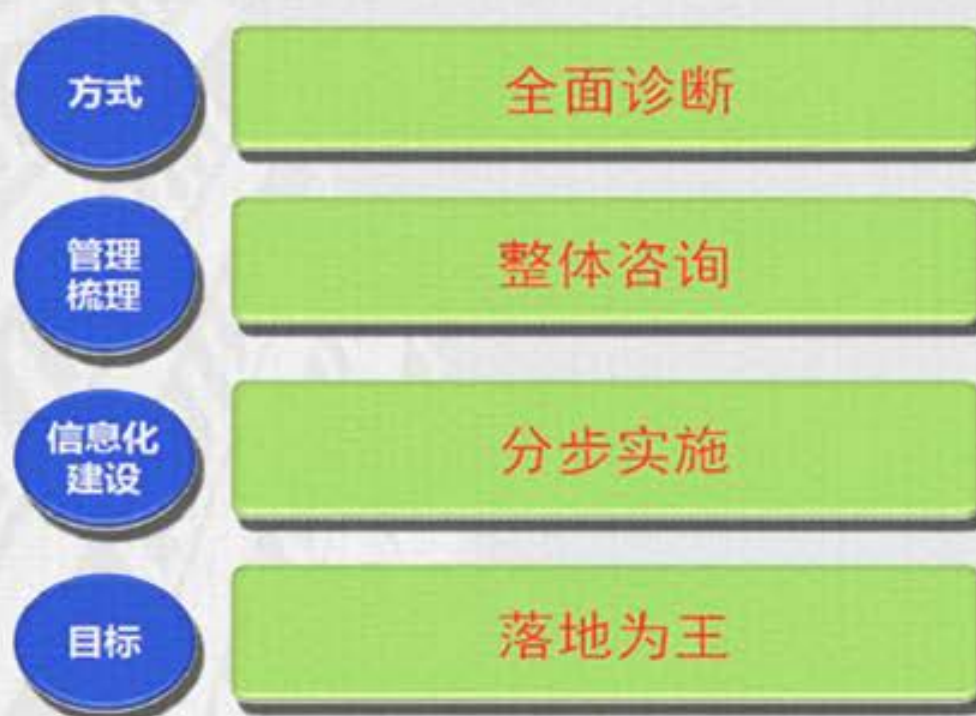 方式
全面诊断
管理
梳理
整体咨询
信息化
建设
分步实施
目标
落地为王